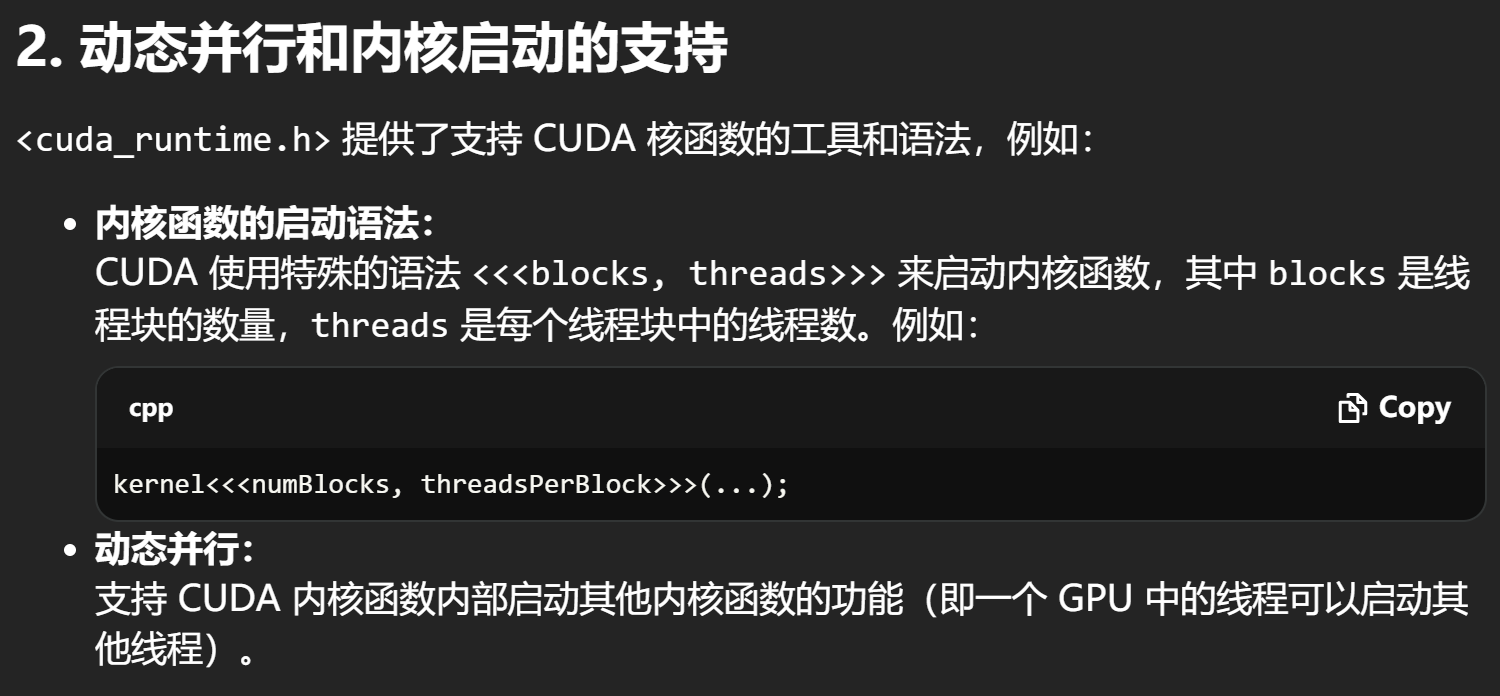 2. 动态并行和内核启动的支持
<cuda_runtime.h> 提供了支持 CUDA 核函数的工具和语法，例如：
• 内核函数的启动语法：
CUDA 使用特殊的语法 <<<blocks, threads>>> 来启动内核函数，其中 blocks 是线
程块的数量，threads 是每个线程块中的线程数。例如：
cpp
Copy
kernel<<<numBlocks, threadsPerBlock>>>(...);
• 动态并行：
支持 CUDA 内核函数内部启动其他内核函数的功能（即一个 GPU 中的线程可以启动其
他线程）。